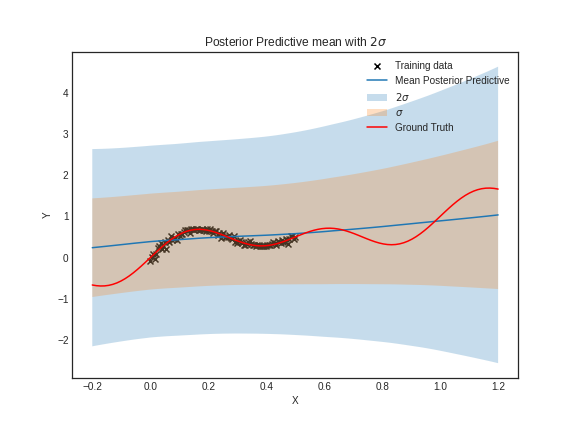 Posterior Predictive mean with 2σ
Training data
Mean Posterior Predictive
2σ
σ
Ground Truth
Y
4
3
2
1
0
−1
−2
−0.2 0.0 0.2 0.4 0.6 0.8 1.0 1.2
X